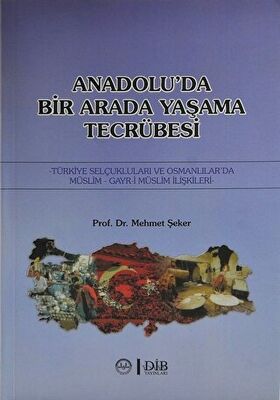 ANADOLU'DA
BİR ARADA YAŞAMA
TECRÜBESİ
-TÜRKİYE SELÇUKLULARI VE OSMANLILAR'DA
MÜSLİM - GAYR-İ MÜSLİM İLİŞKİLERİ-
Prof. Dr. Mehmet Şeker
DİB
YAYINLARI